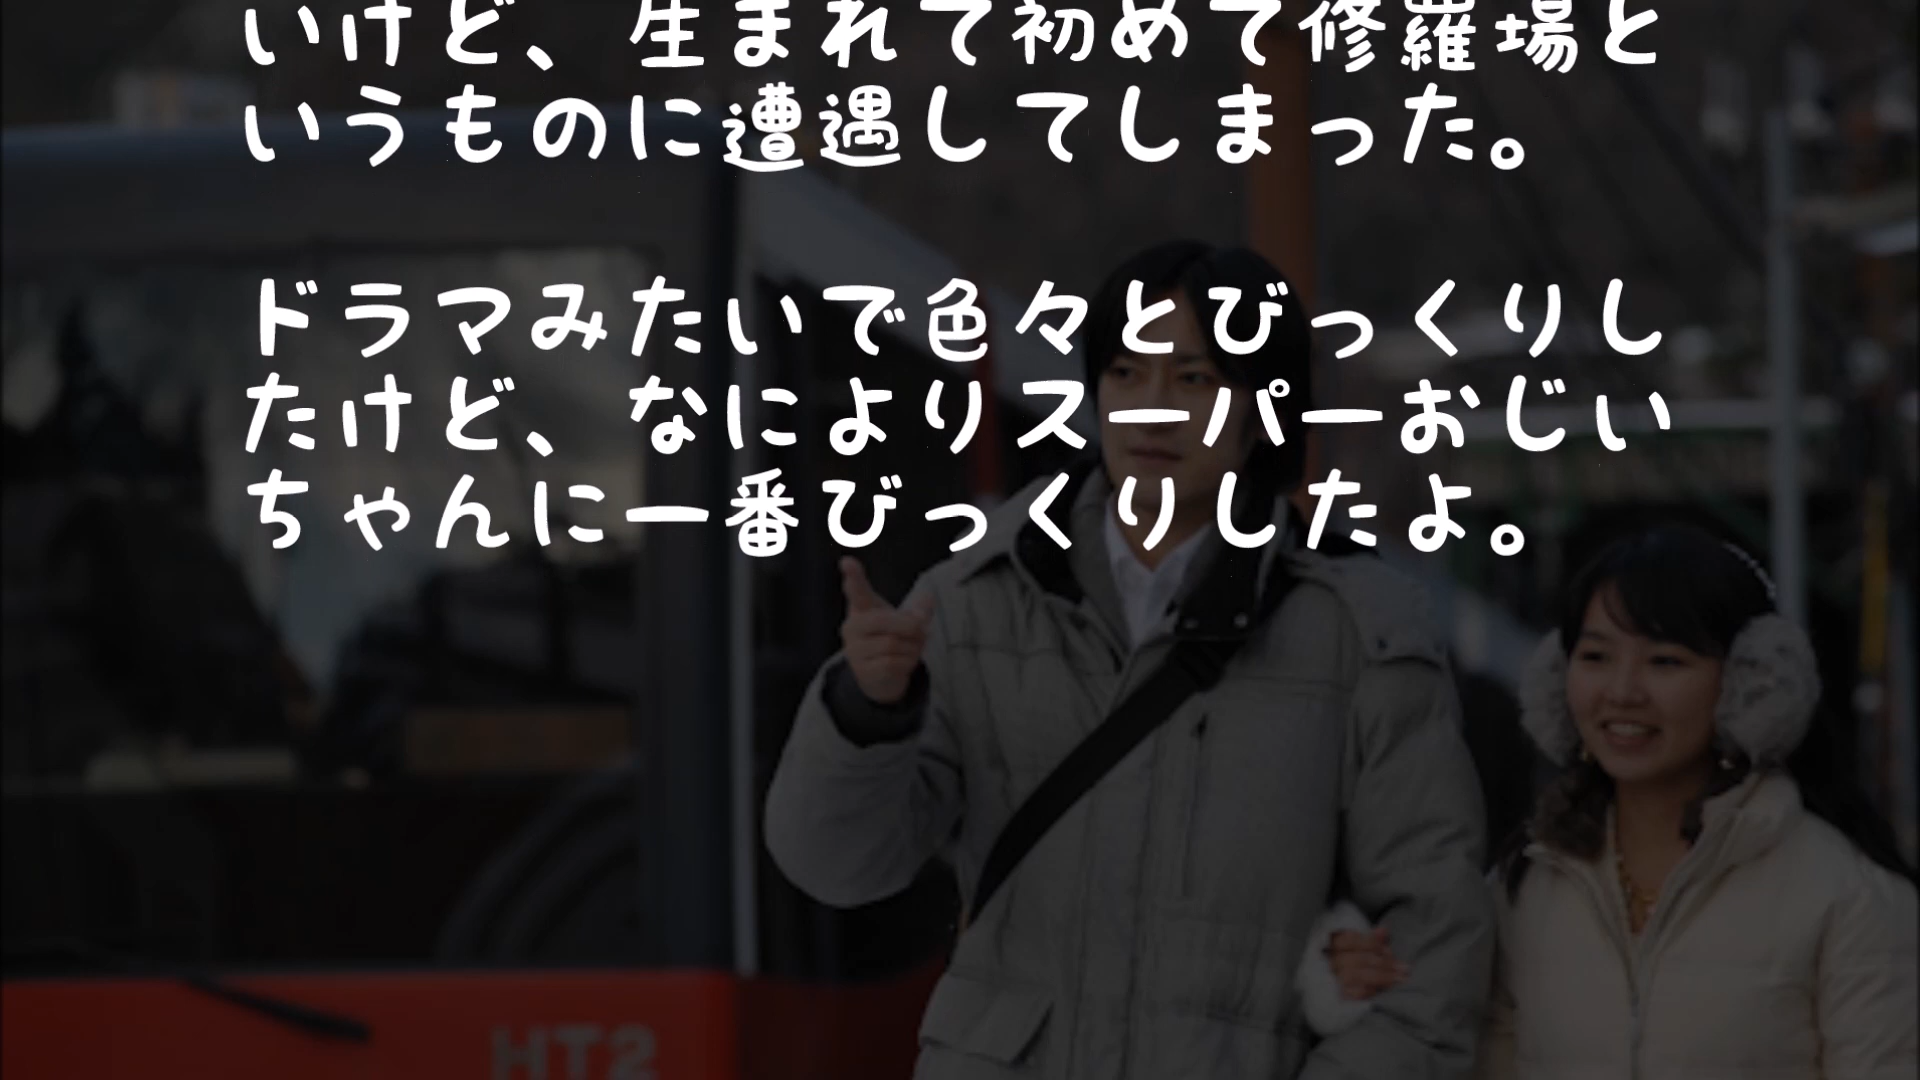 いけど、生まれて初めて修羅場と
いうものに遭遇してしまった。
ドラマみたいで色々とびっくりし
たけど、なによりスーパーおじい
ちゃんに一番びっくりしたよ。
HT2